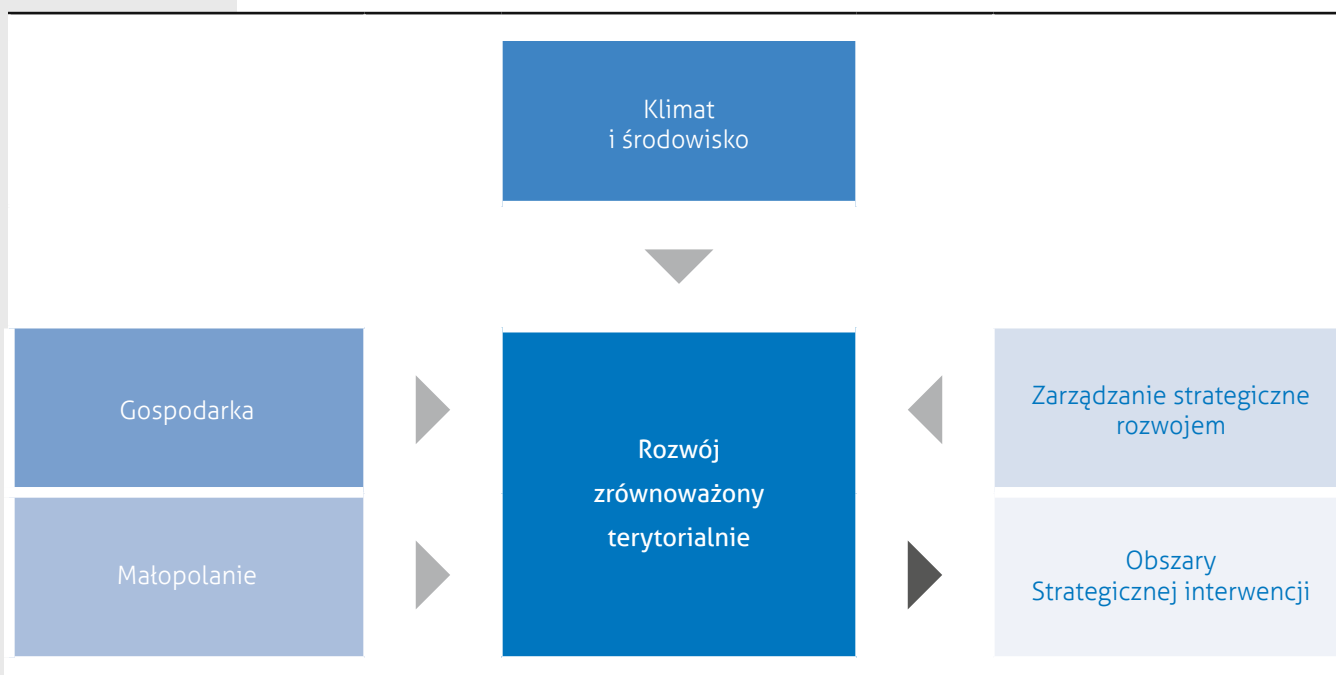 Klimat
i środowisko
Gospodarka
Małopolanie
Rozwój
zrównoważony
terytorialnie
Zarządzanie strategiczne
rozwojem
Obszary
Strategicznej interwencji